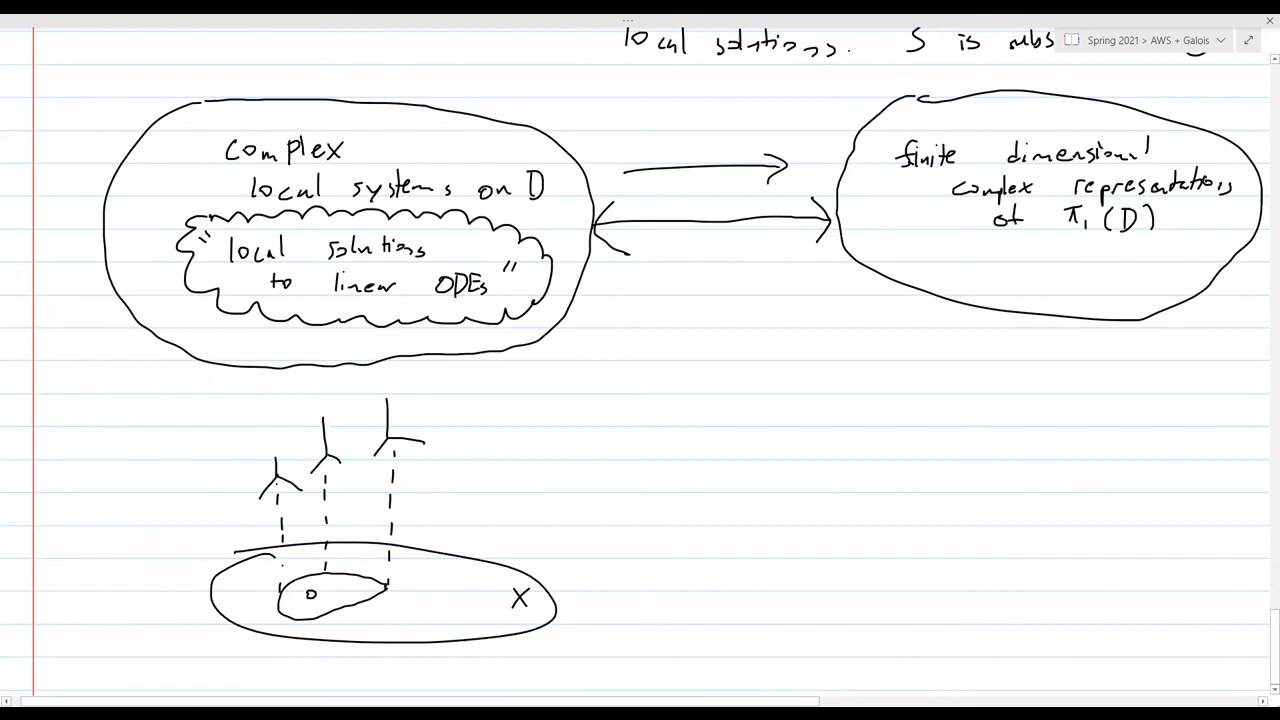 local solutions. S is
Spring 2021 > AWS + Galois
complex
local systems on D
"local solutions
to linear ODEs"
finite dimensional
complex representations
of π₁(D)
X